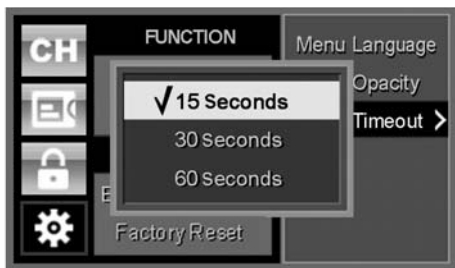 CH
FUNCTION
Menu Language
Opacity
Timeout >
√ 15 Seconds
30 Seconds
60 Seconds
E
Factory Reset